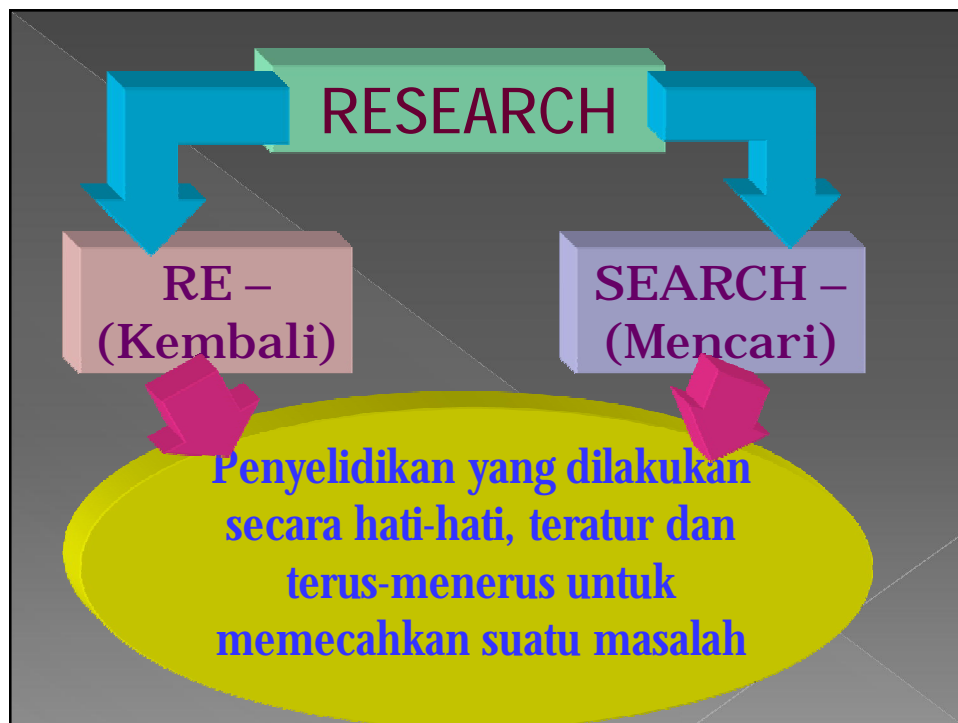 RESEARCH
RE –
(Kembali)
SEARCH –
(Mencari)
Penyelidikan yang dilakukan
secara hati-hati, teratur dan
terus-menerus untuk
memecahkan suatu masalah